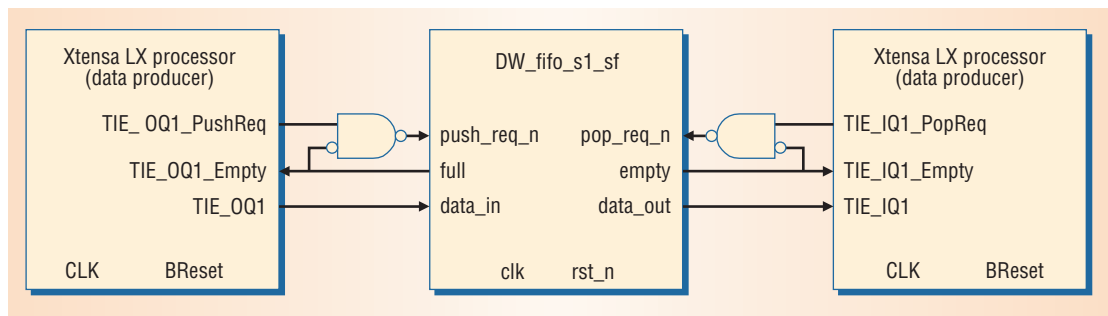 Xtensa LX processor
(data producer)
TIE_ OQ1_PushReq
TIE_OQ1_Empty
TIE_OQ1
CLK BReset
DW_fifo_s1_sf
push_req_n pop_req_n
full empty
data_in data_out
clk rst_n
Xtensa LX processor
(data producer)
TIE_IQ1_PopReq
TIE_IQ1_Empty
TIE_IQ1
CLK BReset